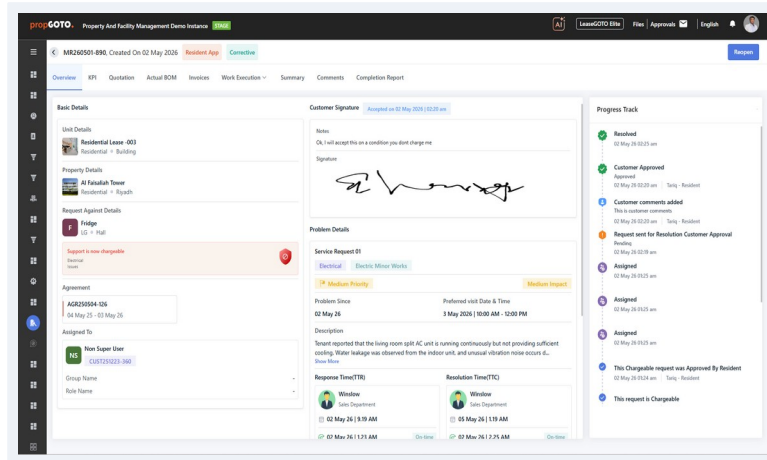 propGOTO. Property And Facility Management Demo Instance STAGE
AI LeaseGOTO Elite Files Approvals English
MR260501-890, Created On 02 May 2026 Resident App Corrective Reopen
Overview KPI Quotation Actual BOM Invoices Work Execution Summary Comments Completion Report
Basic Details
Unit Details
Residential Lease -003
Residential Building
Property Details
Al Faisaliah Tower
Residential Riyadh
Request Against Details
F Fridge
LG Hall
Support is now chargeable
Electrical
Issues
Agreement
AGR250504-126
04 May 25 - 03 May 26
Assigned To
NS Non Super User
CUST251223-360
Group Name -
Role Name -
Customer Signature Accepted on 02 May 2026 | 02:20 am
Notes
Ok, I will accept this on a condition you dont charge me
Signature
Problem Details
Service Request 01
Electrical Electric Minor Works
Medium Priority Medium Impact
Problem Since Preferred visit Date & Time
02 May 26 3 May 2026 | 10:00 AM - 12:00 PM
Description
Tenant reported that the living room split AC unit is running continuously but not providing sufficient
cooling. Water leakage was observed from the indoor unit, and unusual vibration noise occurs d...
Show More
Response Time(TTR) Resolution Time(TTC)
Winslow Winslow
Sales Department Sales Department
02 May 26 | 9.19 AM 05 May 26 | 1.19 AM
02 May 26 | 1.23 AM On-time 02 May 26 | 2.25 AM On-time
Progress Track
Resolved
02 May 26 02:25 am
Customer Approved
Approved
02 May 26 02:20 am | Tariq - Resident
Customer comments added
This is customer comments
02 May 26 02:20 am | Tariq - Resident
Request sent for Resolution Customer Approval
Pending
02 May 26 02:19 am
Assigned
02 May 26 01:25 am
Assigned
02 May 26 01:25 am
Assigned
02 May 26 01:25 am
This Chargeable request was Approved By Resident
02 May 26 01:24 am | Tariq - Resident
This request is Chargeable